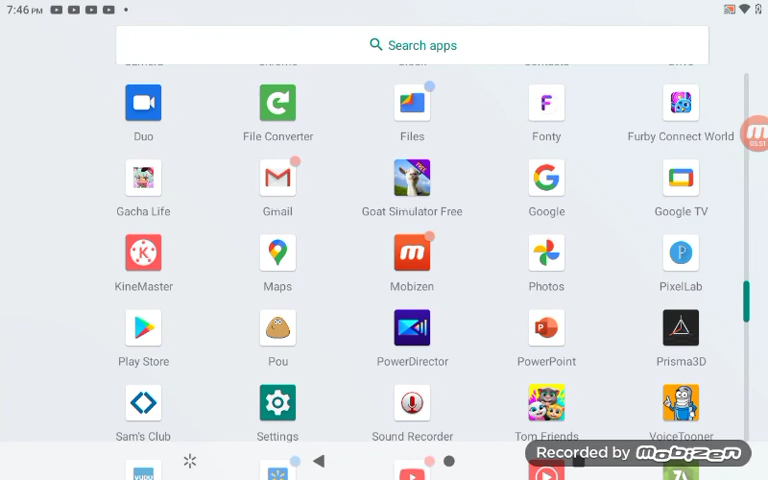 7:46 PM
Search apps
Duo
File Converter
Files
Fonty
Furby Connect World
Gacha Life
Gmail
Goat Simulator Free
Google
Google TV
KineMaster
Maps
Mobizen
Photos
PixelLab
Play Store
Pou
PowerDirector
PowerPoint
Prisma3D
Sam's Club
Settings
Sound Recorder
Tom Friends
VoiceTooner
Recorded by mobizen